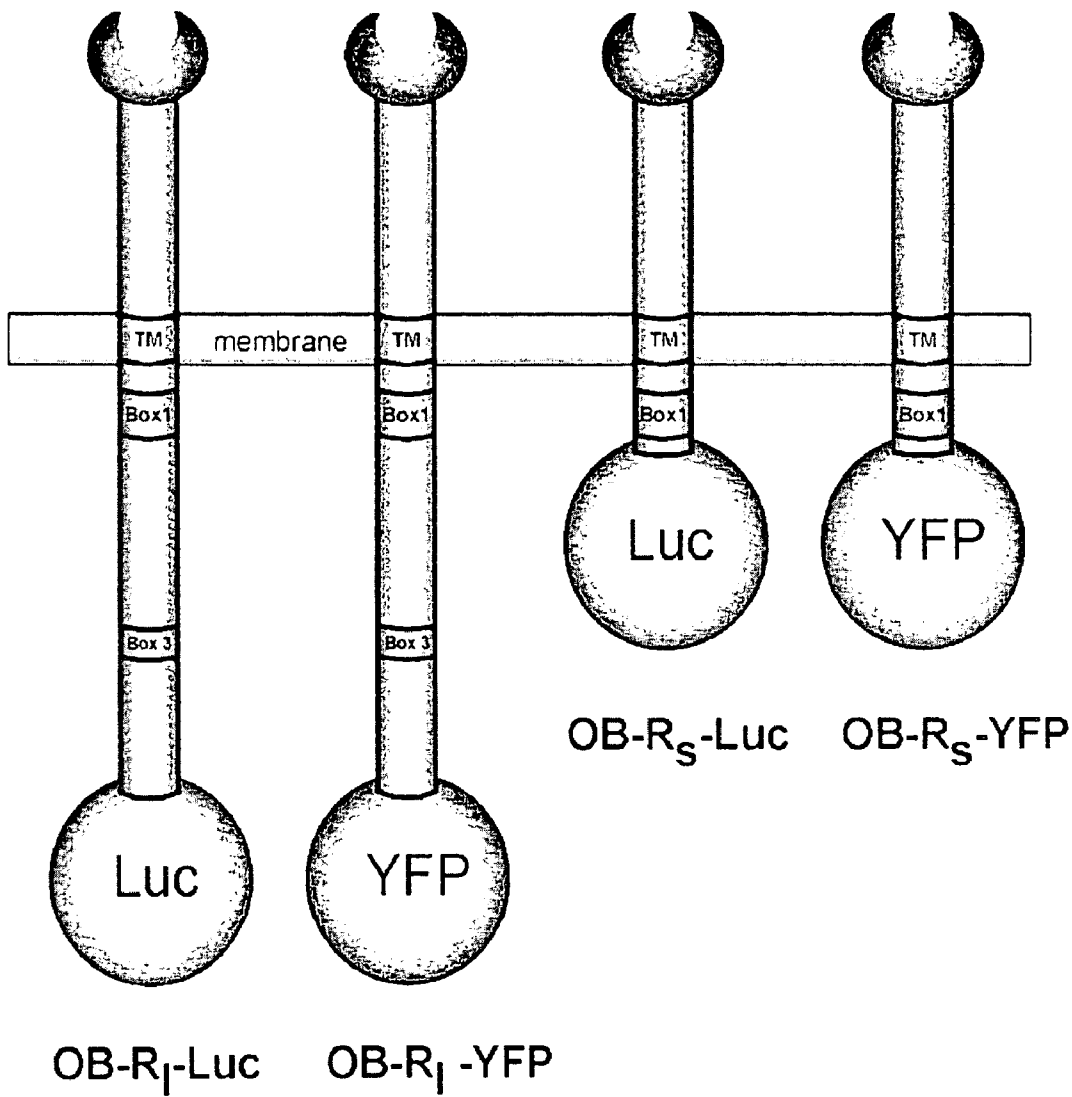 TM membrane TM TM TM
Box1 Box1 Box1 Box1
Luc YFP
Box 3 Box 3
OB-Rs-Luc OB-Rs-YFP
Luc YFP
OB-Rl-Luc OB-Rl -YFP